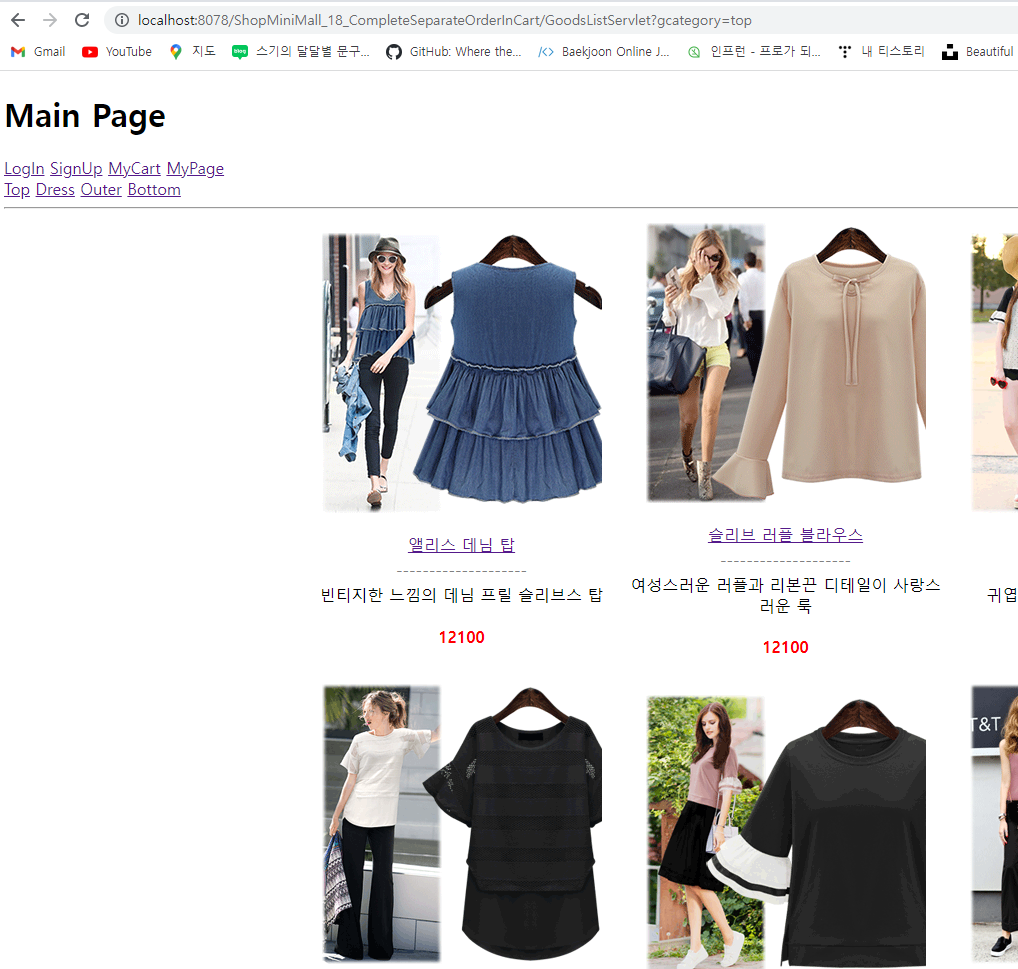 localhost:8078/ShopMiniMall_18_CompleteSeparateOrderInCart/GoodsListServlet?gcategory=top
Gmail YouTube 지도 blog 스기의 달달별 문구... GitHub: Where the... </> Baekjoon Online J... 인프런 - 프로가 되... 내 티스토리 Beautiful
Main Page
LogIn SignUp MyCart MyPage
Top Dress Outer Bottom
앨리스 데님 탑
--------------------
빈티지한 느낌의 데님 프릴 슬리브스 탑
12100
슬리브 러플 블라우스
--------------------
여성스러운 러플과 리본끈 디테일이 사랑스
러운 룩
12100
귀엽
T&T